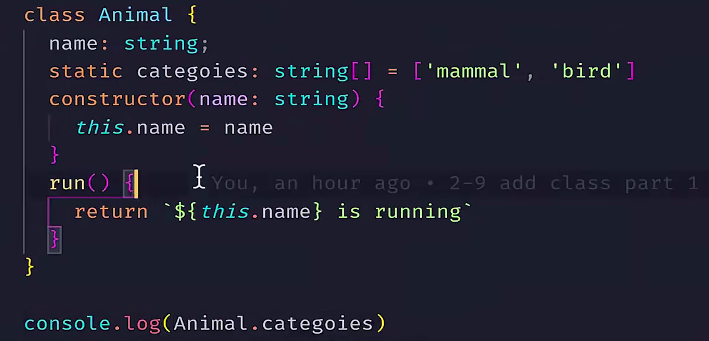 class Animal {
name: string;
static categoies: string[] = ['mammal', 'bird']
constructor(name: string) {
this.name = name
}
run() { You, an hour ago • 2-9 add class part 1
return `${this.name} is running`
}
}
console.log(Animal.categoies)